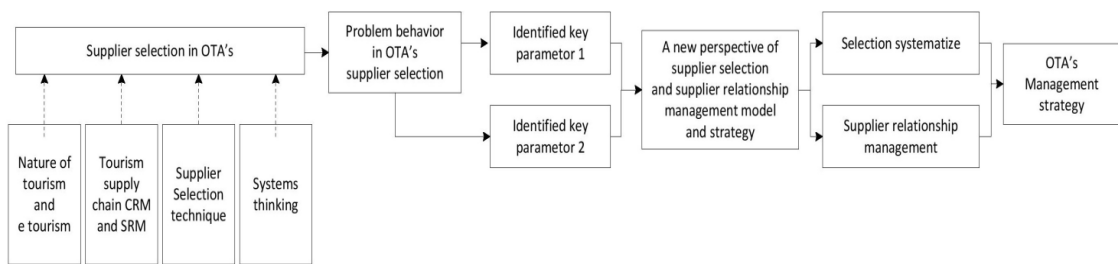 Supplier selection in OTA's
Nature of
tourism
and
e tourism
Tourism
supply
chain CRM
and SRM
Supplier
Selection
technique
Systems
thinking
Problem behavior
in OTA's
supplier selection
Identified key
parametor 1
Identified key
parametor 2
A new perspective of
supplier selection
and supplier relationship
management model
and strategy
Selection systematize
Supplier relationship
management
OTA's
Management
strategy